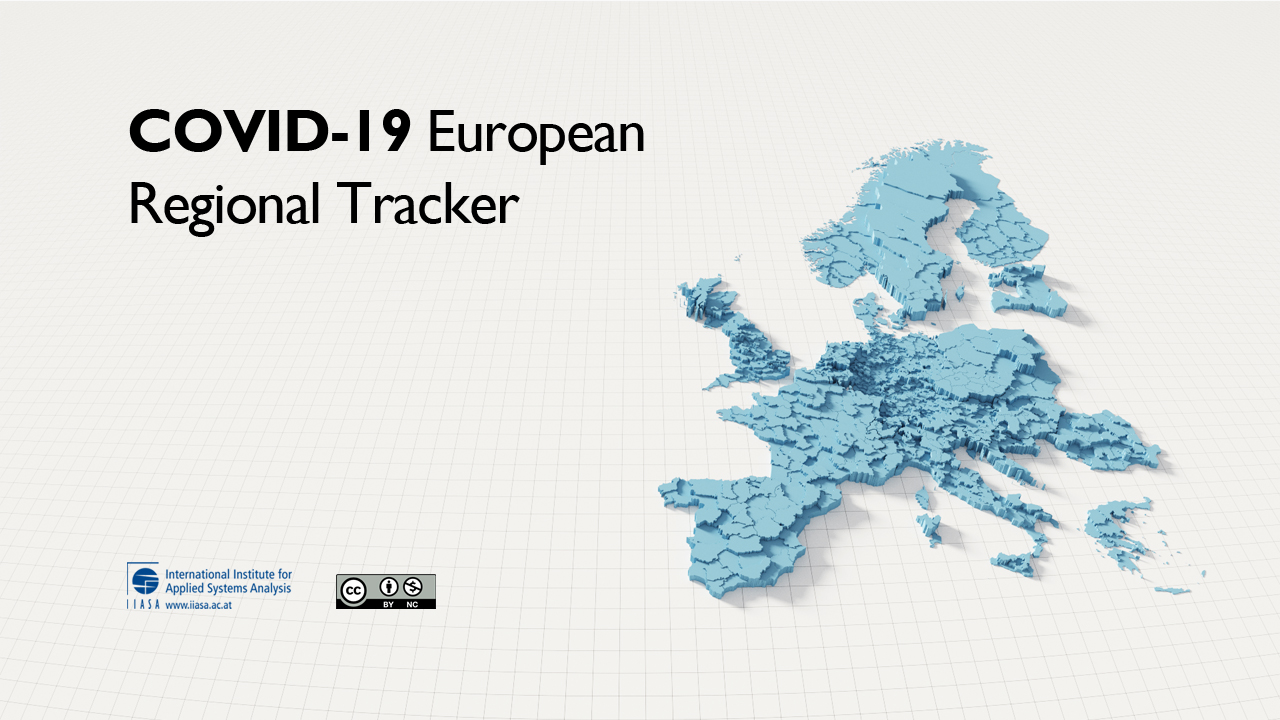 COVID-19 European
Regional Tracker
International Institute for
Applied Systems Analysis
IIASA www.iiasa.ac.at
cc
BY NC